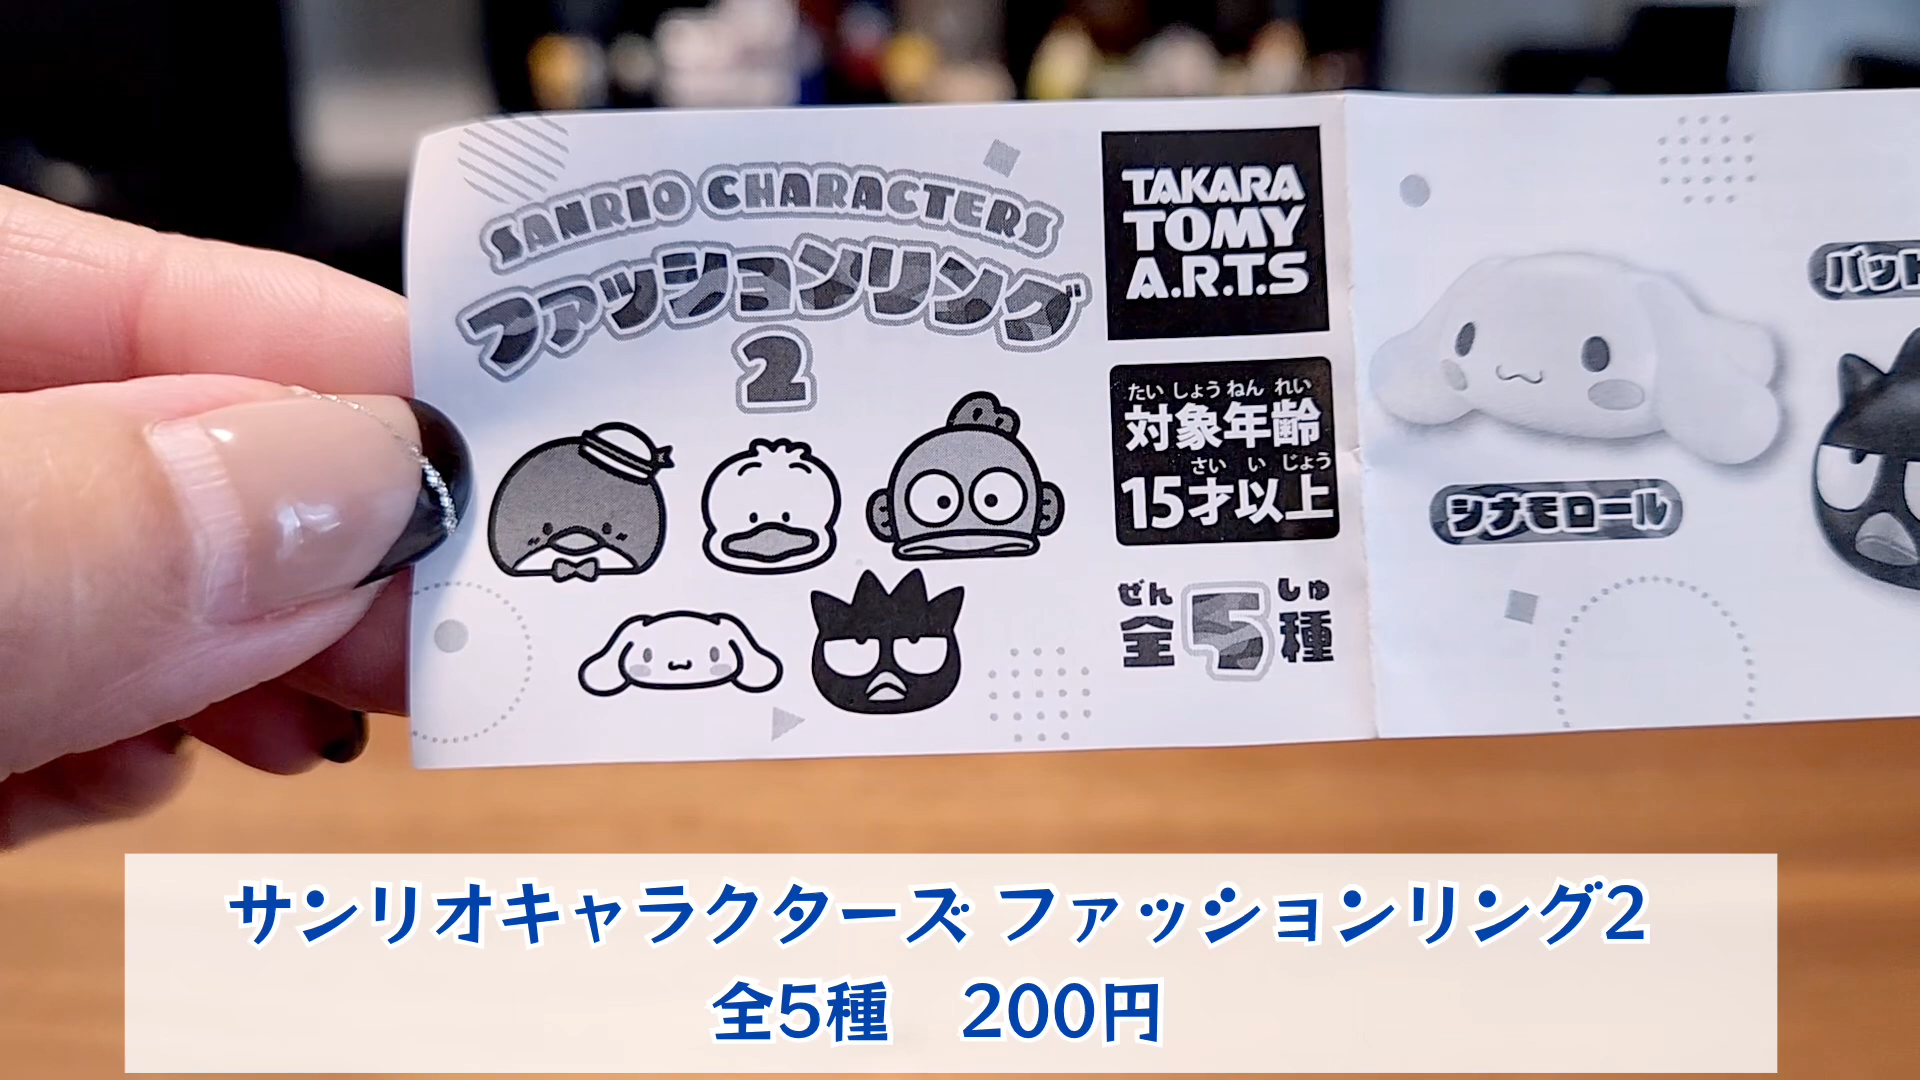 SANRIO CHARACTERS
ファッションリング
2
TAKARA
TOMY
A.R.T.S
たいしょうねんれい
対象年齢
さいいじょう
15才以上
ぜん しゅ
全5種
シナモロール
バッド
サンリオキャラクターズ ファッションリング2
全5種 200円